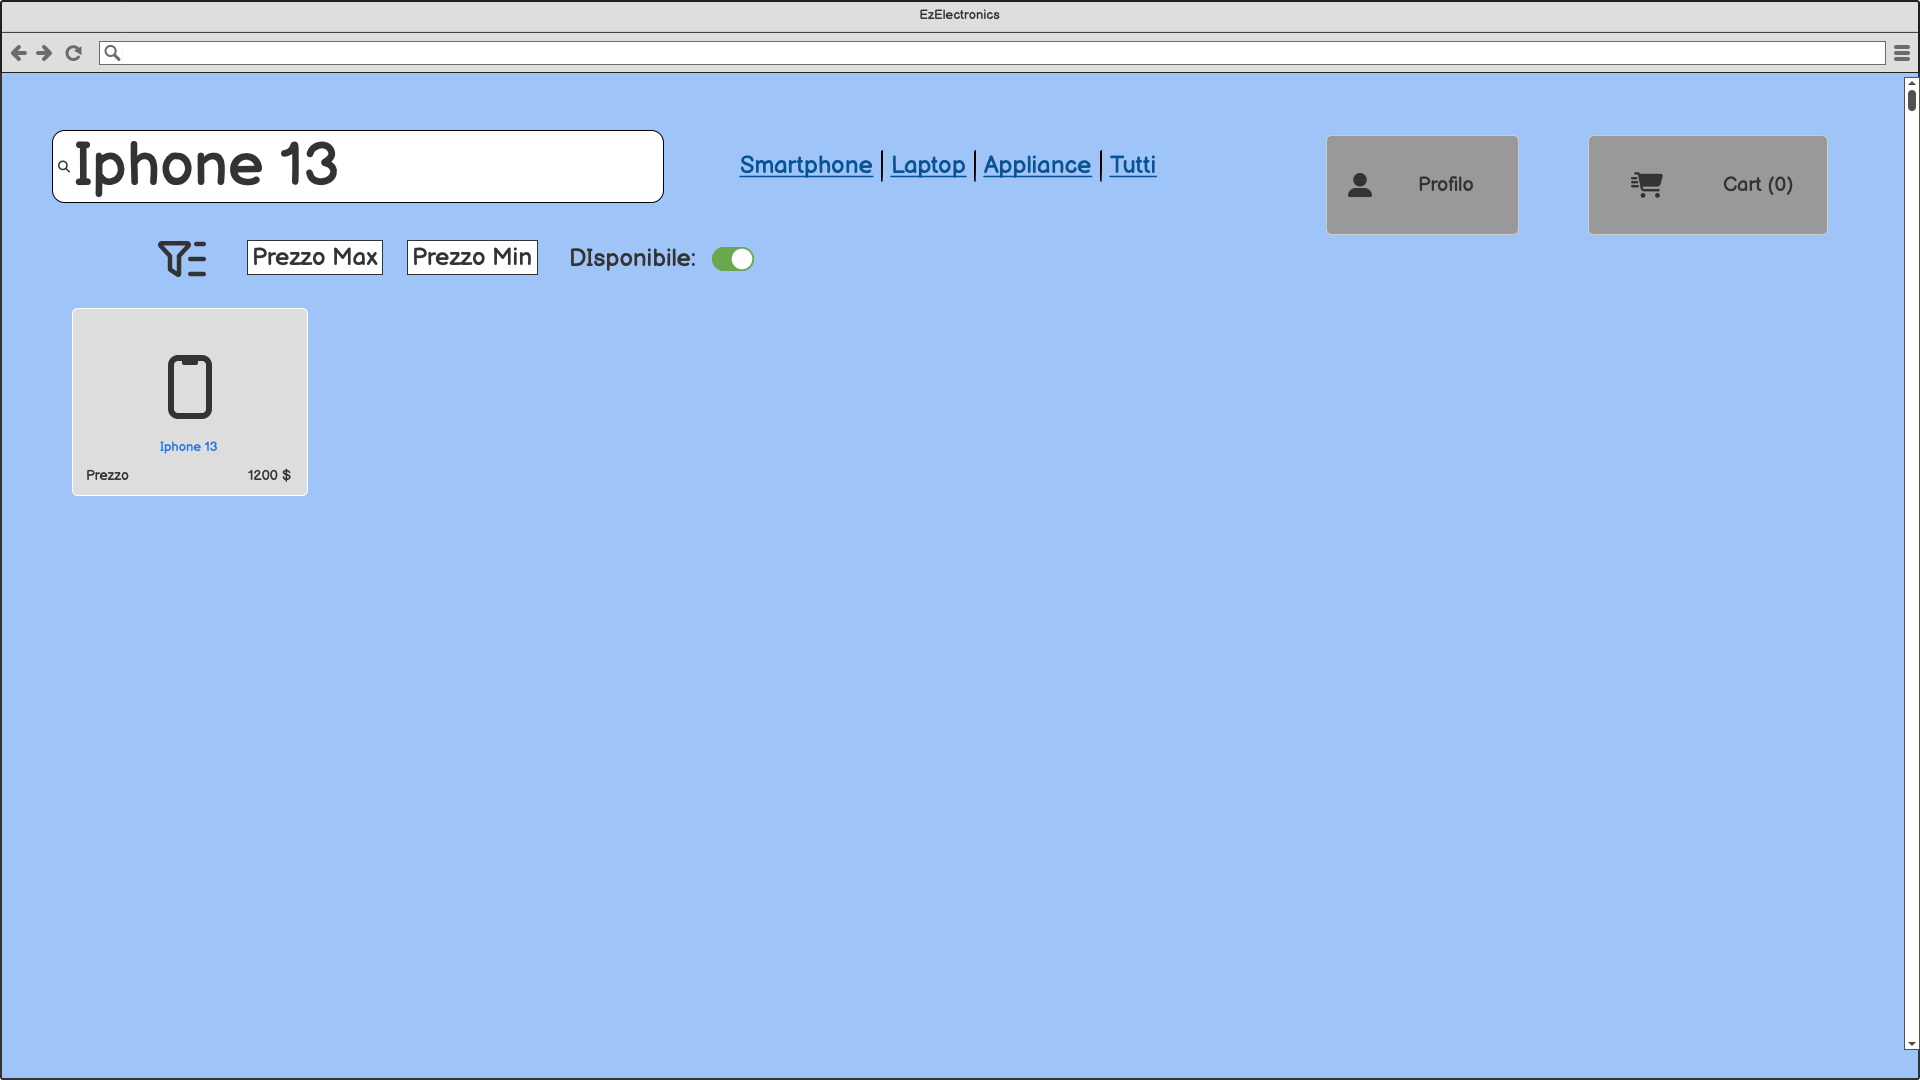 EzElectronics
Iphone 13
Smartphone | Laptop | Appliance | Tutti
Profilo
Cart (0)
Prezzo Max
Prezzo Min
DIsponibile:
Iphone 13
Prezzo 1200 $